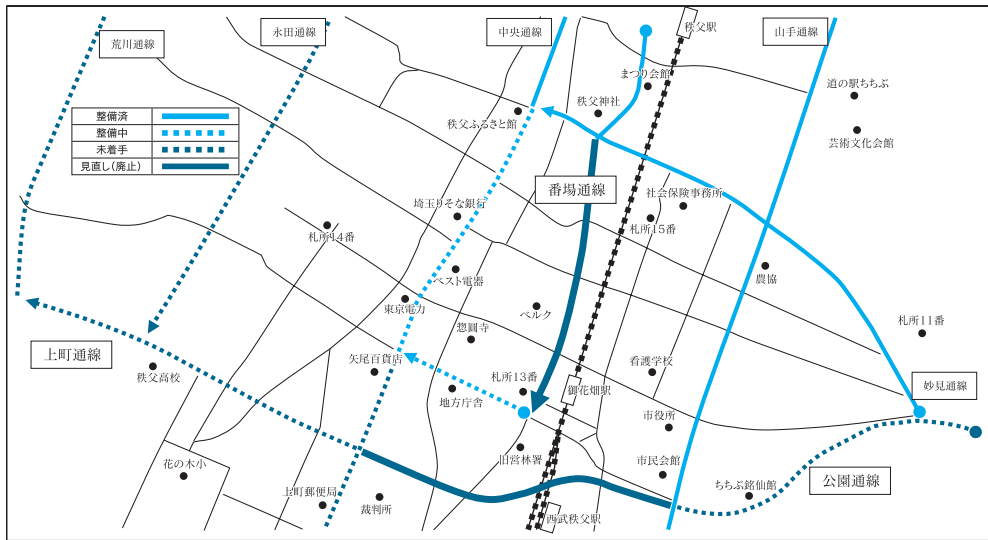 秩父駅
荒川通線
永田通線
中央通線
山手通線
まつり会館
道の駅ちちぶ
秩父神社
秩父ふるさと館
芸術文化会館
整備済
整備中
未着手
見直し(廃止)
番場通線
社会保険事務所
埼玉りそな銀行
札所14番
札所15番
ベスト電器
農協
東京電力
ベルク
札所11番
惣圓寺
上町通線
矢尾百貨店
看護学校
秩父高校
札所13番
御花畑駅
妙見通線
地方庁舎
市役所
旧営林署
花の木小
市民会館
公園通線
ちちぶ銘仙館
上町郵便局
裁判所
西武秩父駅